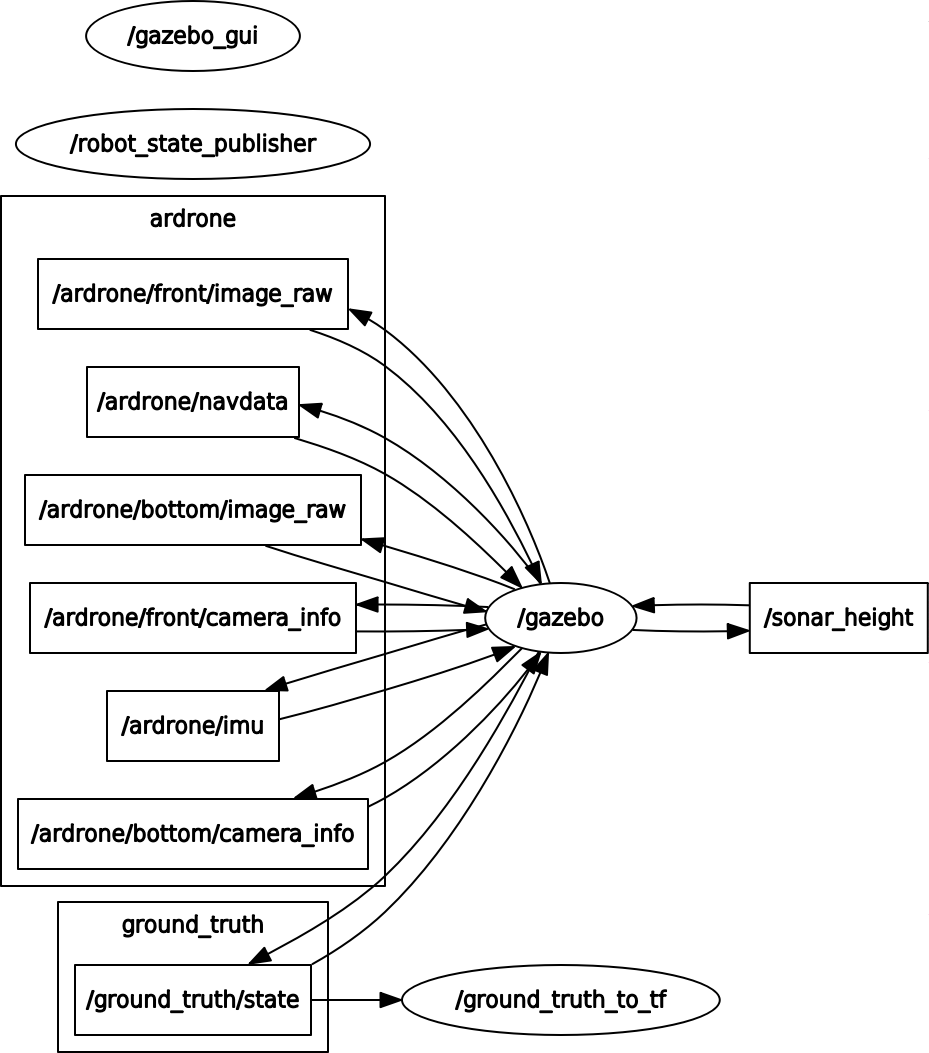 /gazebo_gui
/robot_state_publisher
ardrone
/ardrone/front/image_raw
/ardrone/navdata
/ardrone/bottom/image_raw
/ardrone/front/camera_info
/gazebo
/sonar_height
/ardrone/imu
/ardrone/bottom/camera_info
ground_truth
/ground_truth/state
/ground_truth_to_tf